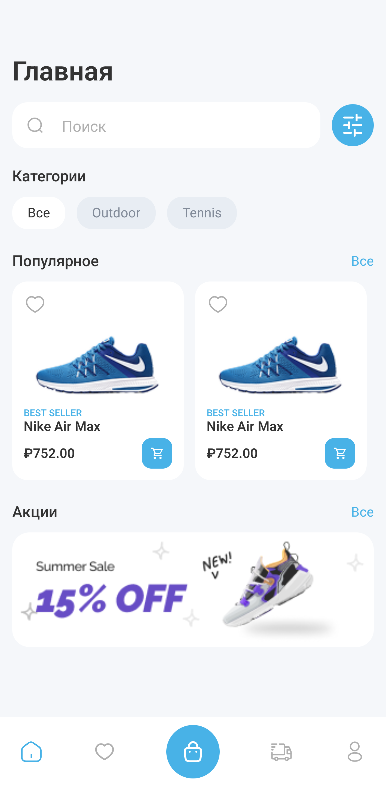 Главная
Поиск
Категории
Все
Outdoor
Tennis
Популярное
Все
BEST SELLER
Nike Air Max
₽752.00
BEST SELLER
Nike Air Max
₽752.00
Акции
Все
Summer Sale
15% OFF
NEW!